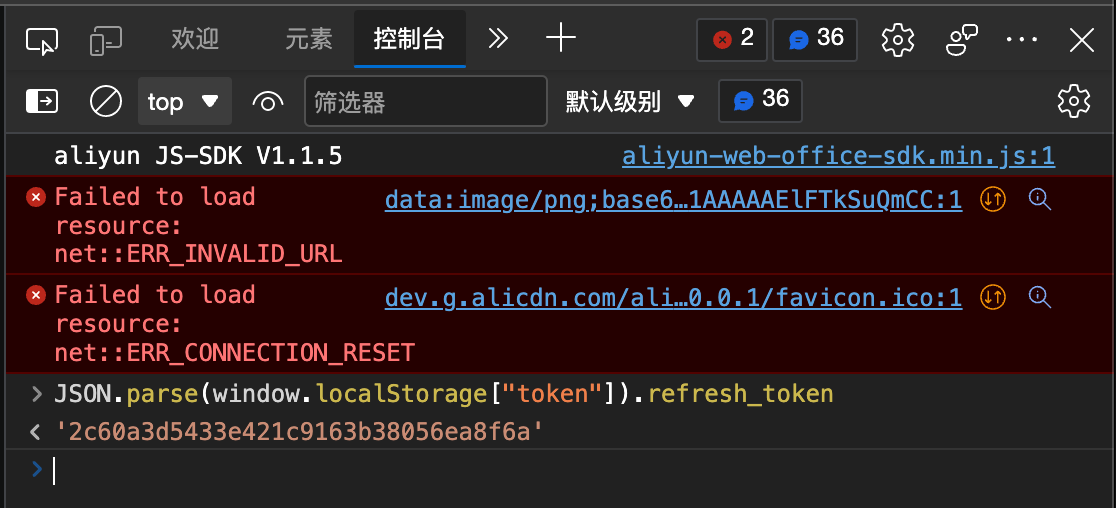 欢迎 元素 控制台 2 36
top 筛选器 默认级别 36
aliyun JS-SDK V1.1.5 aliyun-web-office-sdk.min.js:1
Failed to load data:image/png;base6…1AAAAAElFTkSuQmCC:1
resource:
net::ERR_INVALID_URL
Failed to load dev.g.alicdn.com/ali…0.0.1/favicon.ico:1
resource:
net::ERR_CONNECTION_RESET
JSON.parse(window.localStorage["token"]).refresh_token
'2c60a3d5433e421c9163b38056ea8f6a'